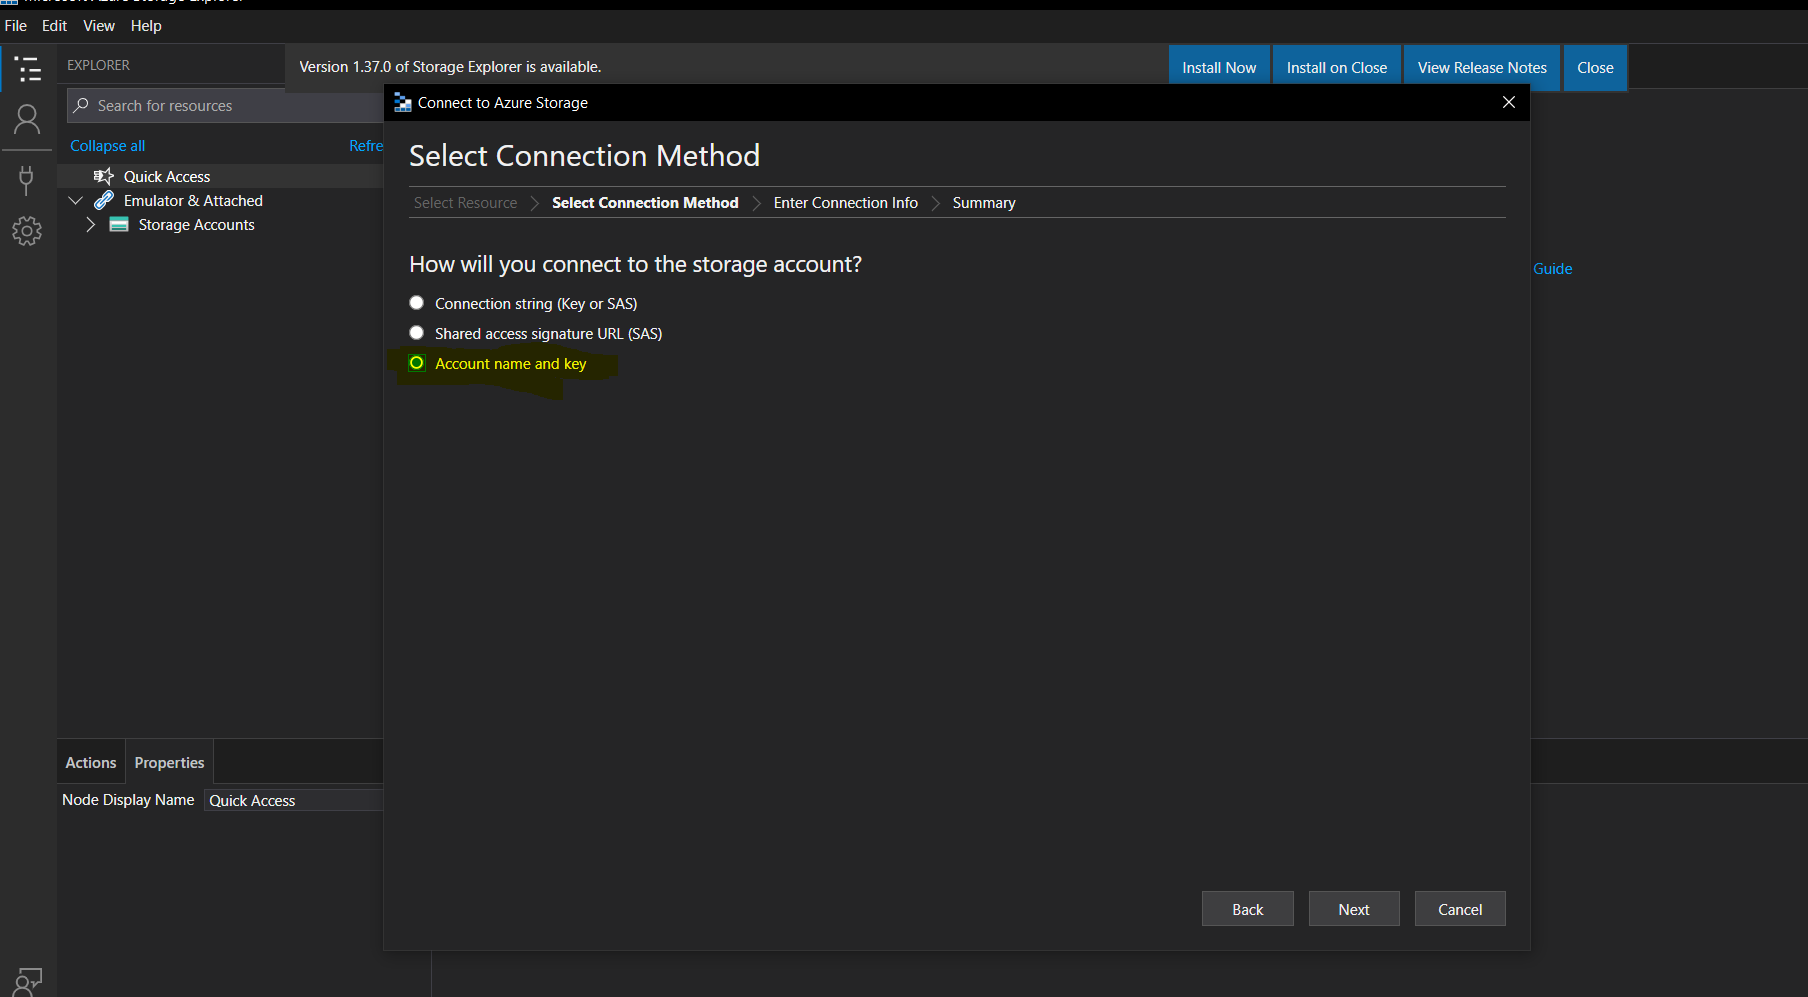 Microsoft Azure Storage Explorer
File Edit View Help
EXPLORER
Version 1.37.0 of Storage Explorer is available.
Install Now
Install on Close
View Release Notes
Close
Search for resources
Collapse all
Refre
Quick Access
Emulator & Attached
Storage Accounts
Connect to Azure Storage
Select Connection Method
Select Resource
Select Connection Method
Enter Connection Info
Summary
How will you connect to the storage account?
Connection string (Key or SAS)
Shared access signature URL (SAS)
Account name and key
Guide
Back
Next
Cancel
Actions
Properties
Node Display Name
Quick Access